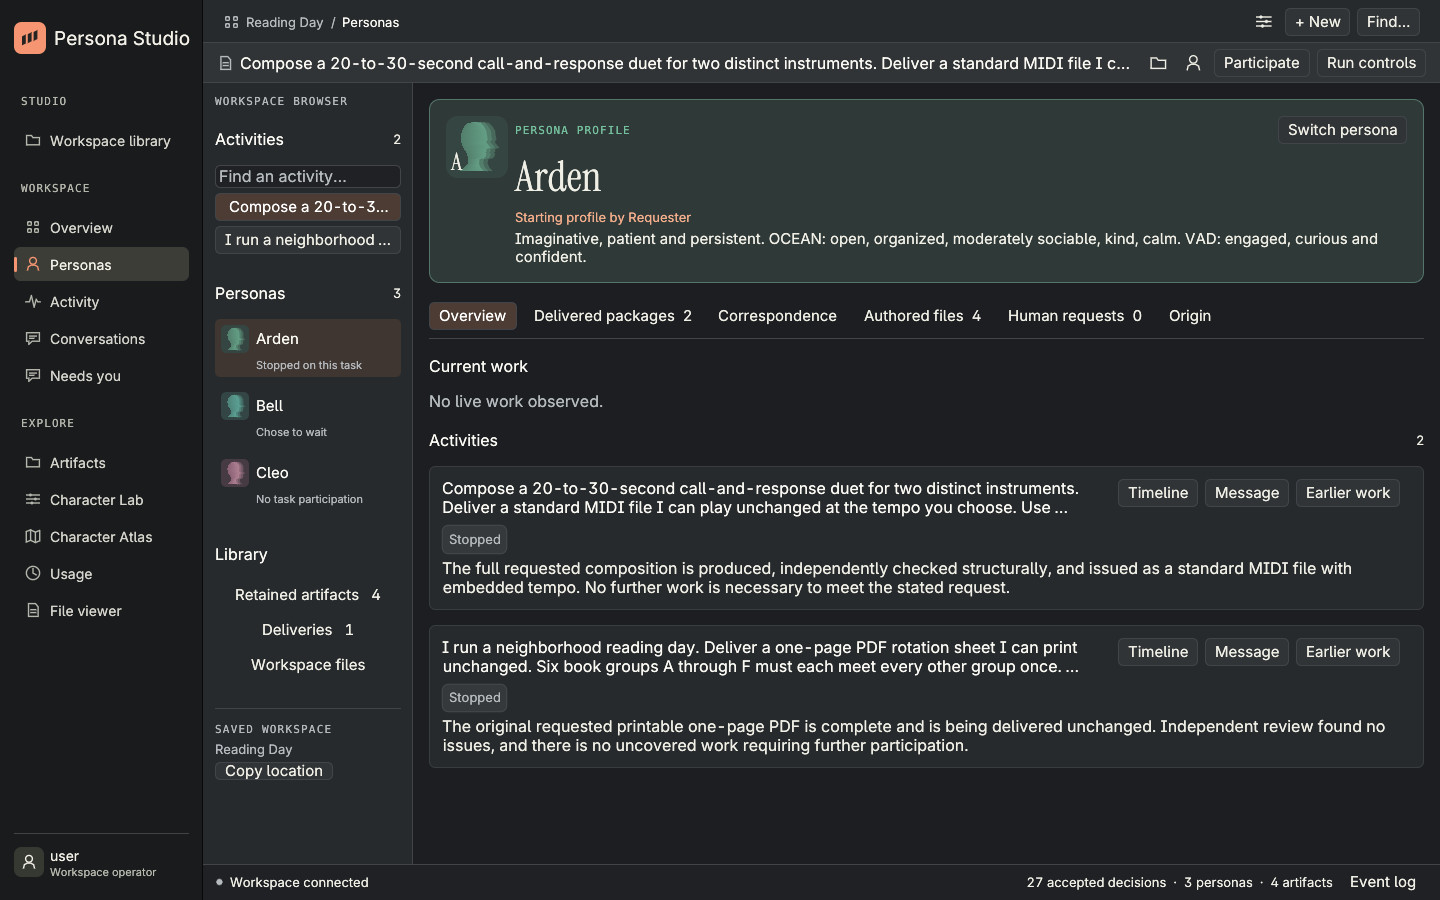 Persona Studio
STUDIO
Workspace library
WORKSPACE
Overview
Personas
Activity
Conversations
Needs you
EXPLORE
Artifacts
Character Lab
Character Atlas
Usage
File viewer
user
Workspace operator
Reading Day / Personas
+ New
Find...
Compose a 20-to-30-second call-and-response duet for two distinct instruments. Deliver a standard MIDI file I c...
Participate
Run controls
WORKSPACE BROWSER
Activities 2
Find an activity...
Compose a 20-to-3...
I run a neighborhood ...
Personas 3
Arden
Stopped on this task
Bell
Chose to wait
Cleo
No task participation
Library
Retained artifacts 4
Deliveries 1
Workspace files
SAVED WORKSPACE
Reading Day
Copy location
A
PERSONA PROFILE
Switch persona
Arden
Starting profile by Requester
Imaginative, patient and persistent. OCEAN: open, organized, moderately sociable, kind, calm. VAD: engaged, curious and
confident.
Overview
Delivered packages 2
Correspondence
Authored files 4
Human requests 0
Origin
Current work
No live work observed.
Activities 2
Compose a 20-to-30-second call-and-response duet for two distinct instruments.
Deliver a standard MIDI file I can play unchanged at the tempo you choose. Use ...
Timeline
Message
Earlier work
Stopped
The full requested composition is produced, independently checked structurally, and issued as a standard MIDI file with
embedded tempo. No further work is necessary to meet the stated request.
I run a neighborhood reading day. Deliver a one-page PDF rotation sheet I can print
unchanged. Six book groups A through F must each meet every other group once. ...
Timeline
Message
Earlier work
Stopped
The original requested printable one-page PDF is complete and is being delivered unchanged. Independent review found no
issues, and there is no uncovered work requiring further participation.
Workspace connected
27 accepted decisions · 3 personas · 4 artifacts
Event log